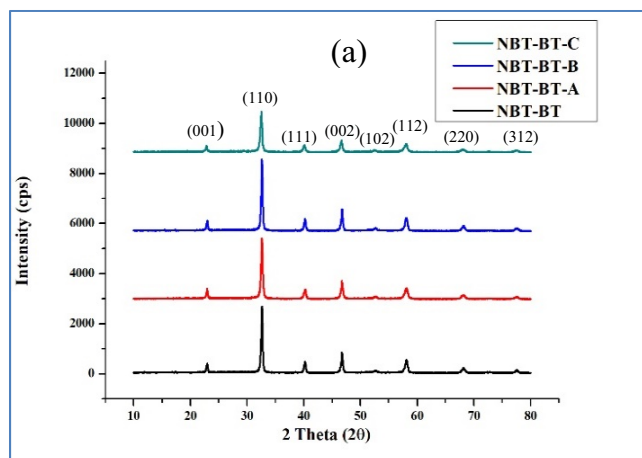 (a)
NBT-BT-C
NBT-BT-B
NBT-BT-A
NBT-BT
12000
10000
8000
6000
4000
2000
0
Intensity (cps)
(001)
(110)
(111)
(002)
(102)
(112)
(220)
(312)
10 20 30 40 50 60 70 80
2 Theta (2θ)